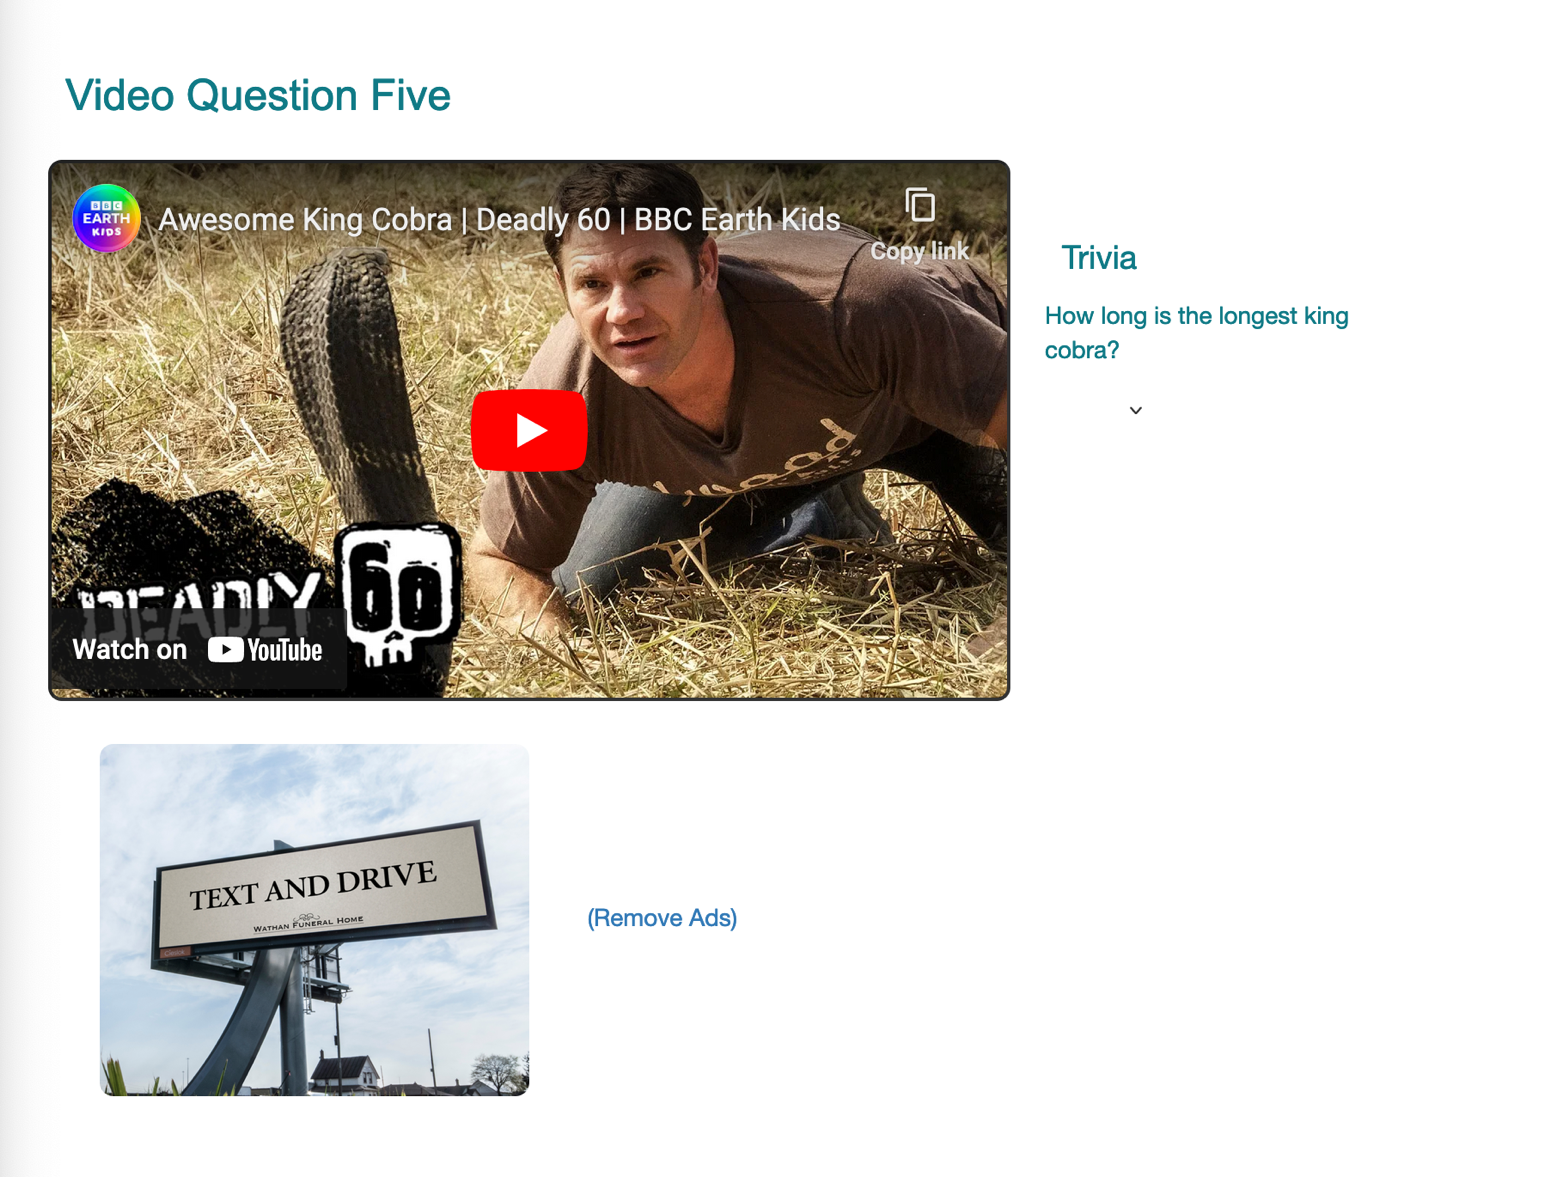 Video Question Five
BBC
EARTH
KIDS
Awesome King Cobra | Deadly 60 | BBC Earth Kids
Copy link
DEADLY 60
Watch on YouTube
Trivia
How long is the longest king
cobra?
TEXT AND DRIVE
WATHAN FUNERAL HOME
(Remove Ads)